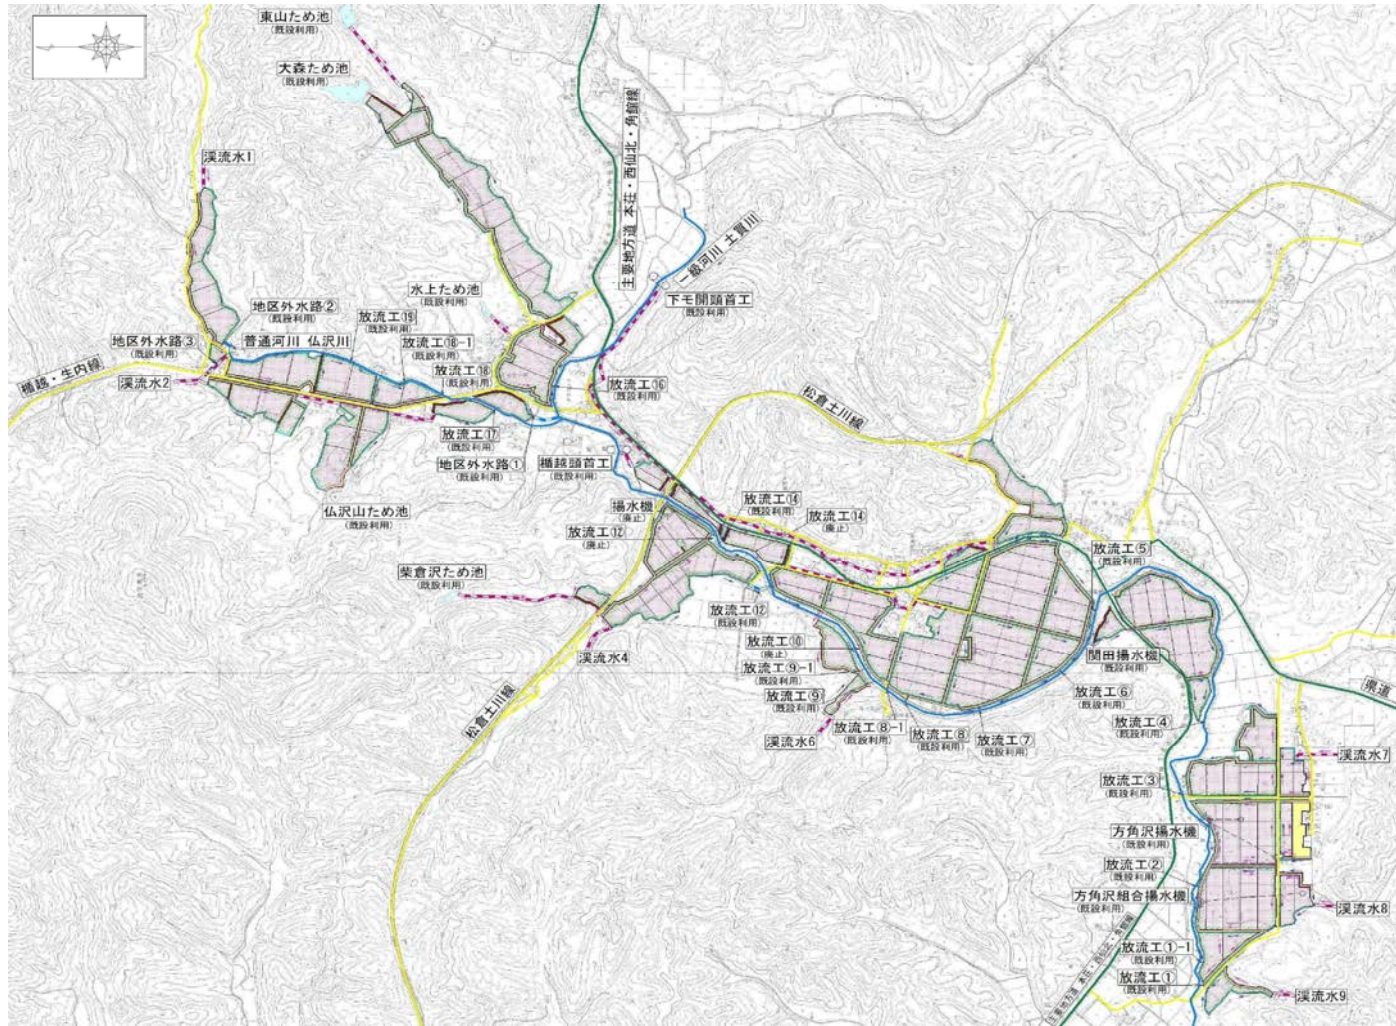 東山ため池
(既設利用)
大森ため池
(既設利用)
主要地方道 本荘・西仙北・角館線
渓流水1
一級河川 土買川
水上ため池
(既設利用)
下モ開頭首工
(既設利用)
地区外水路②
(既設利用)
放流工⑲
(既設利用)
地区外水路③
(既設利用)
普通河川 仏沢川
放流工⑱-1
(既設利用)
放流工⑱
(既設利用)
楯越・生内線
渓流水2
放流工⑯
(既設利用)
松倉土川線
放流工⑰
(既設利用)
地区外水路①
(既設利用)
楯越頭首工
(既設利用)
仏沢山ため池
(既設利用)
揚水機
(廃止)
放流工⑭
(既設利用)
放流工⑭
(廃止)
放流工⑫
(廃止)
放流工⑤
(既設利用)
柴倉沢ため池
(既設利用)
放流工⑫
(既設利用)
渓流水4
放流工⑩
(廃止)
関田揚水機
(既設利用)
放流工⑨-1
(既設利用)
放流工⑨
(既設利用)
放流工⑥
(既設利用)
県道
松倉土川線
渓流水6
放流工⑧-1
(既設利用)
放流工⑧
(既設利用)
放流工⑦
(既設利用)
放流工④
(既設利用)
渓流水7
放流工③
(既設利用)
方角沢揚水機
(既設利用)
放流工②
(既設利用)
方角沢組合揚水機
(既設利用)
渓流水8
放流工①-1
(既設利用)
放流工①
(既設利用)
渓流水9
主要地方道 本荘・西仙北・角館線